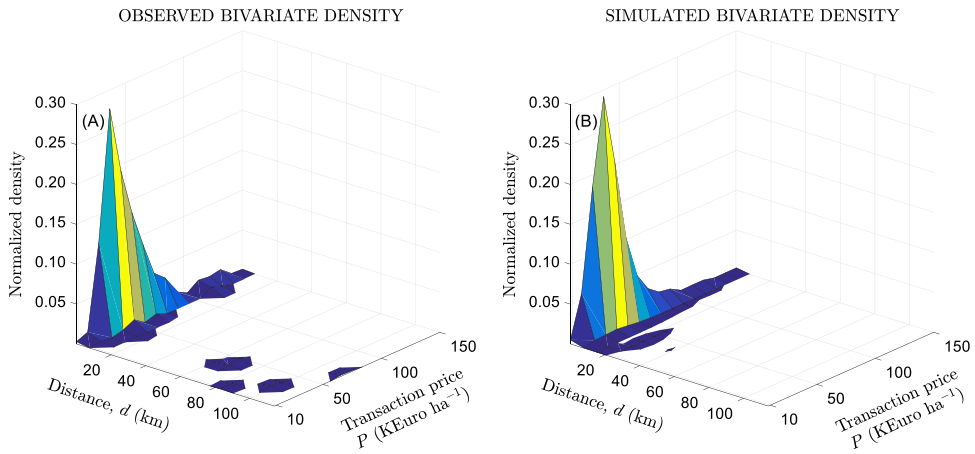 OBSERVED BIVARIATE DENSITY
(A)
Normalized density
0.30
0.25
0.20
0.15
0.10
0.05
20
40
60
80
100
Distance, d (km)
10
50
100
150
Transaction price
P (KEuro ha⁻¹)
SIMULATED BIVARIATE DENSITY
(B)
Normalized density
0.30
0.25
0.20
0.15
0.10
0.05
20
40
60
80
100
Distance, d (km)
10
50
100
150
Transaction price
P (KEuro ha⁻¹)